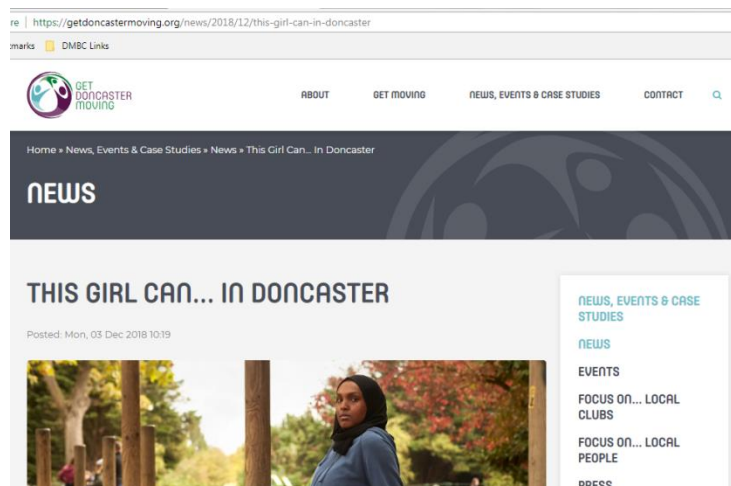 re | https://getdoncastermoving.org/news/2018/12/this-girl-can-in-doncaster
marks DMBC Links
GET
DONCASTER
MOVING
ABOUT GET MOVING NEWS, EVENTS & CASE STUDIES CONTACT
Home » News, Events & Case Studies » News » This Girl Can... In Doncaster
NEWS
THIS GIRL CAN... IN DONCASTER
Posted: Mon, 03 Dec 2018 10:19
NEWS, EVENTS & CASE
STUDIES
NEWS
EVENTS
FOCUS ON... LOCAL
CLUBS
FOCUS ON... LOCAL
PEOPLE
PRESS